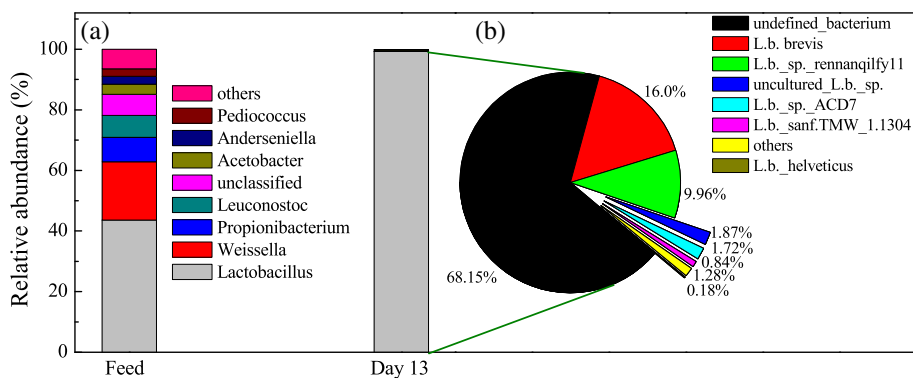 (a)
(b)
Relative abundance (%)
100
80
60
40
20
0
Feed
Day 13
others
Pediococcus
Anderseniella
Acetobacter
unclassified
Leuconostoc
Propionibacterium
Weissella
Lactobacillus
undefined_bacterium
L.b. brevis
L.b._sp._rennanqilfy11
uncultured_L.b._sp.
L.b._sp._ACD7
L.b._sanf.TMW_1.1304
others
L.b._helveticus
16.0%
9.96%
1.87%
1.72%
0.84%
1.28%
0.18%
68.15%